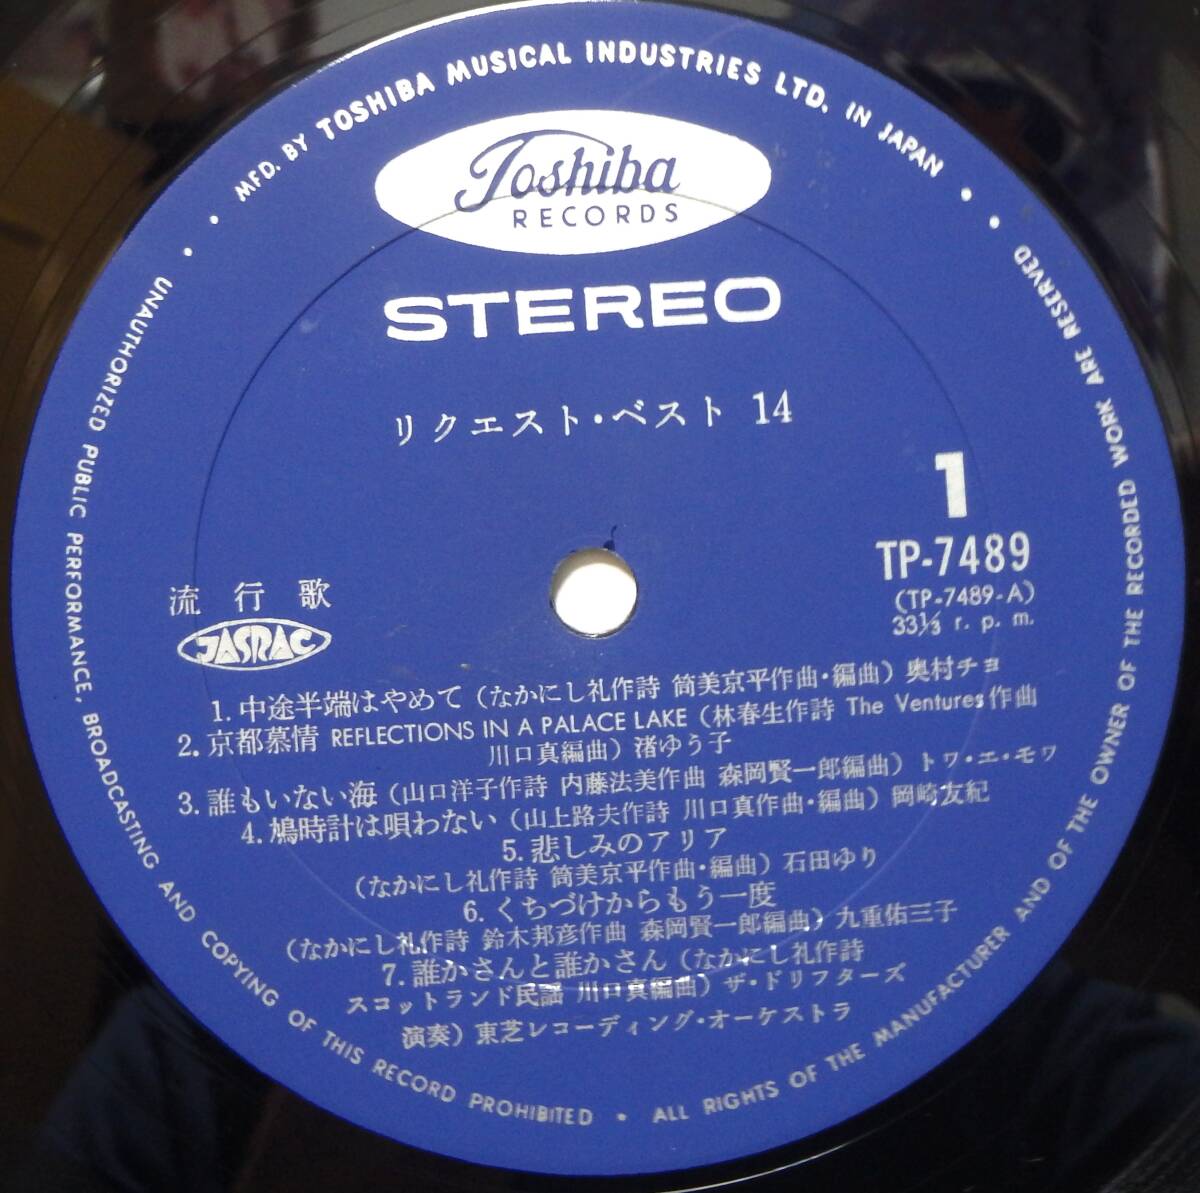 MFD. BY TOSHIBA MUSICAL INDUSTRIES LTD. IN JAPAN
Toshiba
RECORDS
STEREO
リクエスト・ベスト 14
1
TP-7489
(TP-7489-A)
33⅓ r. p. m.
流行歌
JASRAC
1. 中途半端はやめて (なかにし礼作詩 筒美京平作曲・編曲) 奥村チヨ
2. 京都慕情 REFLECTIONS IN A PALACE LAKE (林春生作詩 The Ventures作曲
川口真編曲) 渚ゆう子
3. 誰もいない海 (山口洋子作詩 内藤法美作曲 森岡賢一郎編曲) トワ・エ・モワ
4. 鳩時計は唄わない (山上路夫作詩 川口真作曲・編曲) 岡崎友紀
5. 悲しみのアリア
(なかにし礼作詩 筒美京平作曲・編曲) 石田ゆり
6. くちづけからもう一度
(なかにし礼作詩 鈴木邦彦作曲 森岡賢一郎編曲) 九重佑三子
7. 誰かさんと誰かさん (なかにし礼作詩
スコットランド民謡 川口真編曲) ザ・ドリフターズ
演奏) 東芝レコーディング・オーケストラ
UNAUTHORIZED PUBLIC PERFORMANCE, BROADCASTING AND COPYING OF THIS RECORD PROHIBITED • ALL RIGHTS OF THE MANUFACTURER AND OF THE OWNER OF THE RECORDED WORK ARE RESERVED